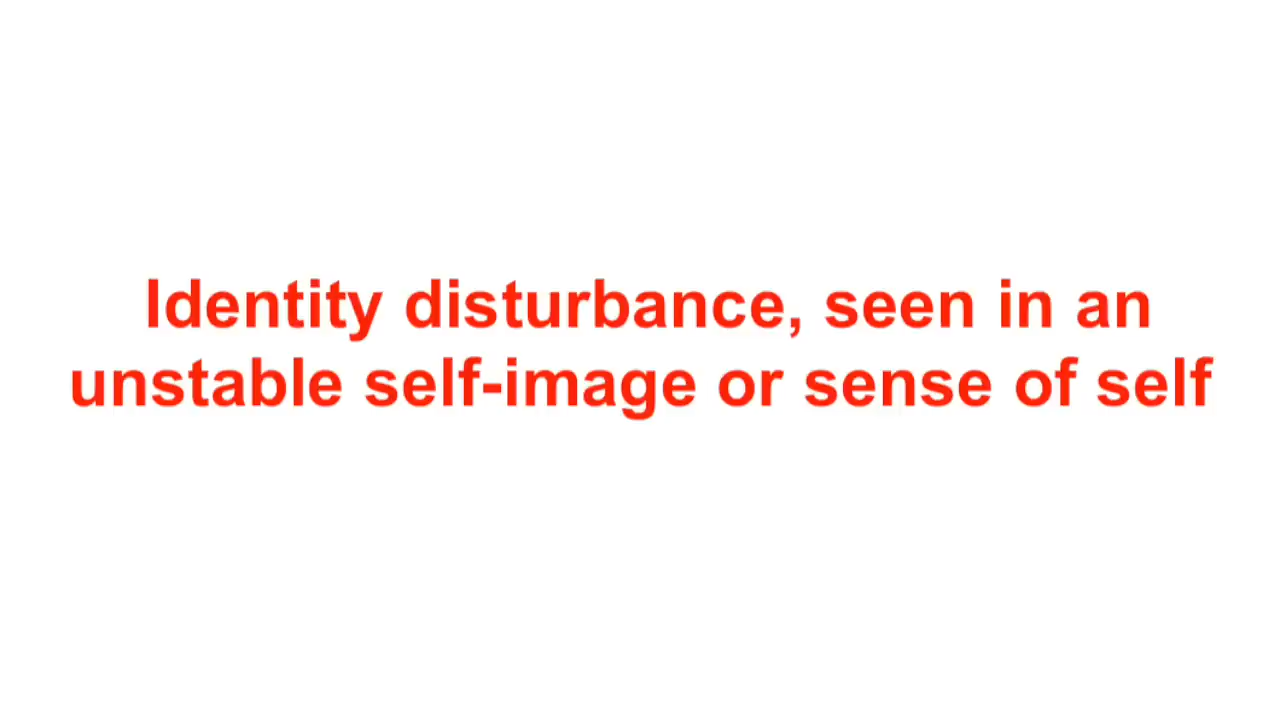 Identity disturbance, seen in an
unstable self-image or sense of self